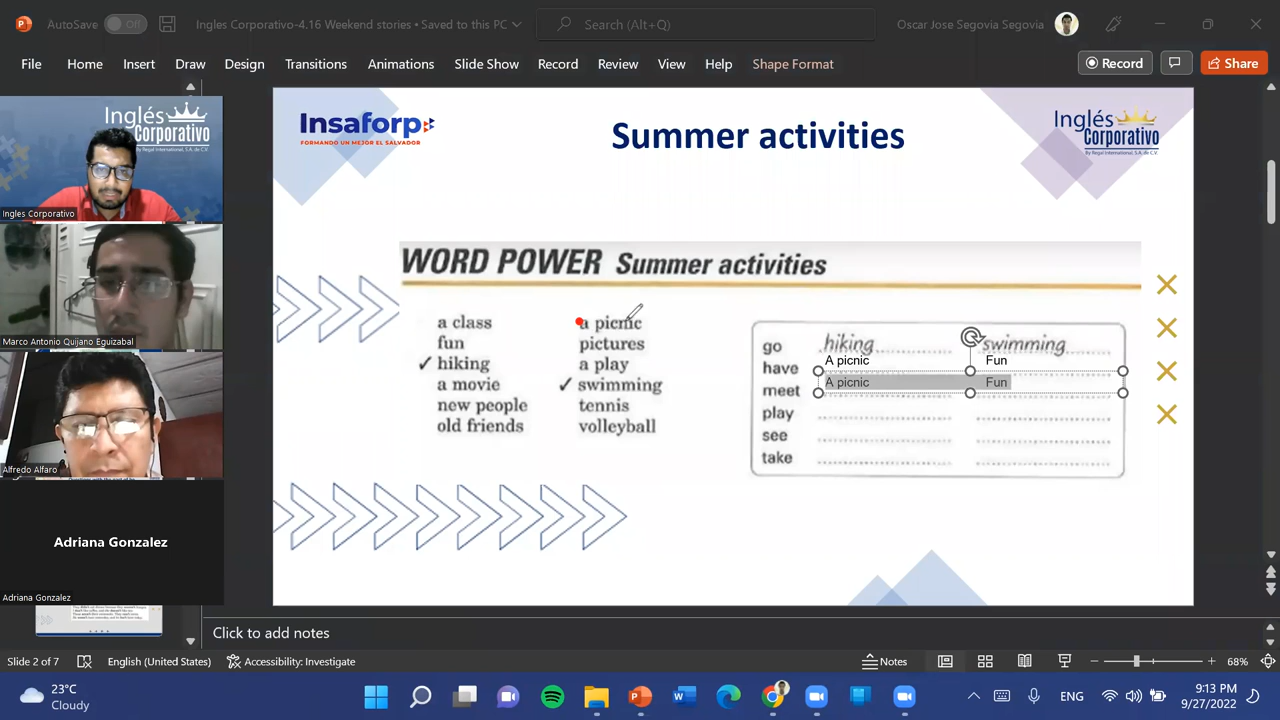 AutoSave Off Ingles Corporativo-4.16 Weekend stories • Saved to this PC Search (Alt+Q) Oscar Jose Segovia Segovia
File Home Insert Draw Design Transitions Animations Slide Show Record Review View Help Shape Format Record Share
Inglés Corporativo
Ingles Corporativo
Marco Antonio Quijano Eguizabal
Alfredo Alfaro
Adriana Gonzalez
Adriana Gonzalez
Insaforp
FORMANDO UN MEJOR EL SALVADOR
Summer activities
Inglés Corporativo
By Regal International, S.A. de C.V.
WORD POWER Summer activities
a class
fun
✓ hiking
a movie
new people
old friends
a picnic
pictures
a play
✓ swimming
tennis
volleyball
go hiking swimming
have A picnic Fun
meet A picnic Fun
play
see
take
Click to add notes
Slide 2 of 7 English (United States) Accessibility: Investigate Notes 68%
23°C
Cloudy
ENG
9:13 PM
9/27/2022